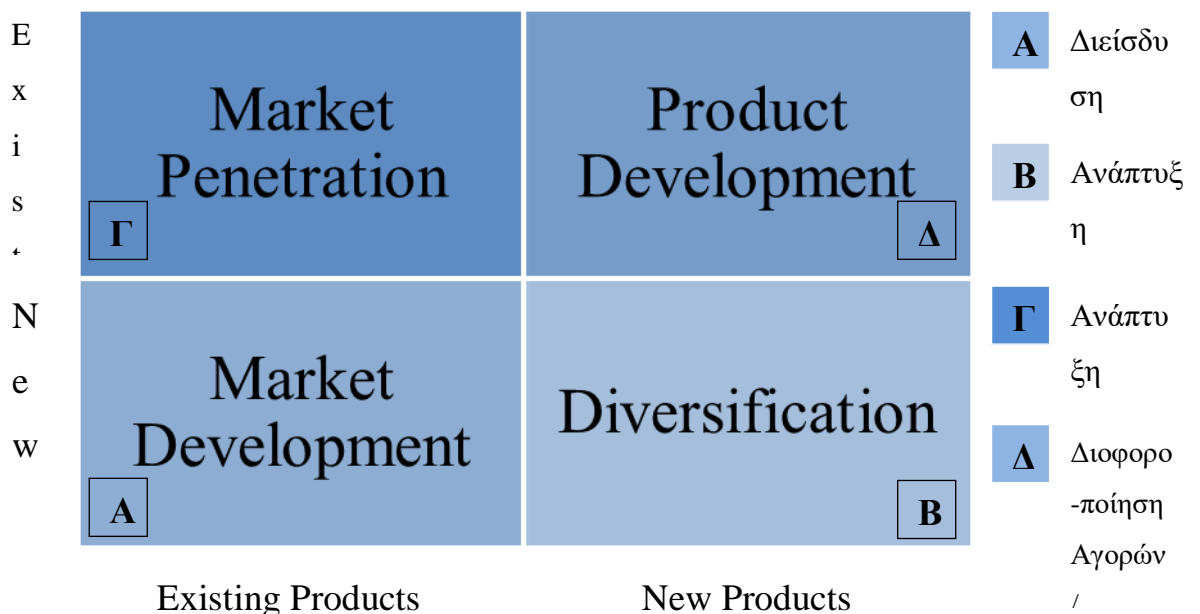 E
x
i
s
t
N
e
w
Market
Penetration
Γ
Product
Development
Δ
Market
Development
Α
Diversification
Β
Existing Products
New Products
Α
Διείσδυ
ση
Β
Ανάπτυξ
η
Γ
Ανάπτυ
ξη
Δ
Διοφορο
-ποίηση
Αγορών
/